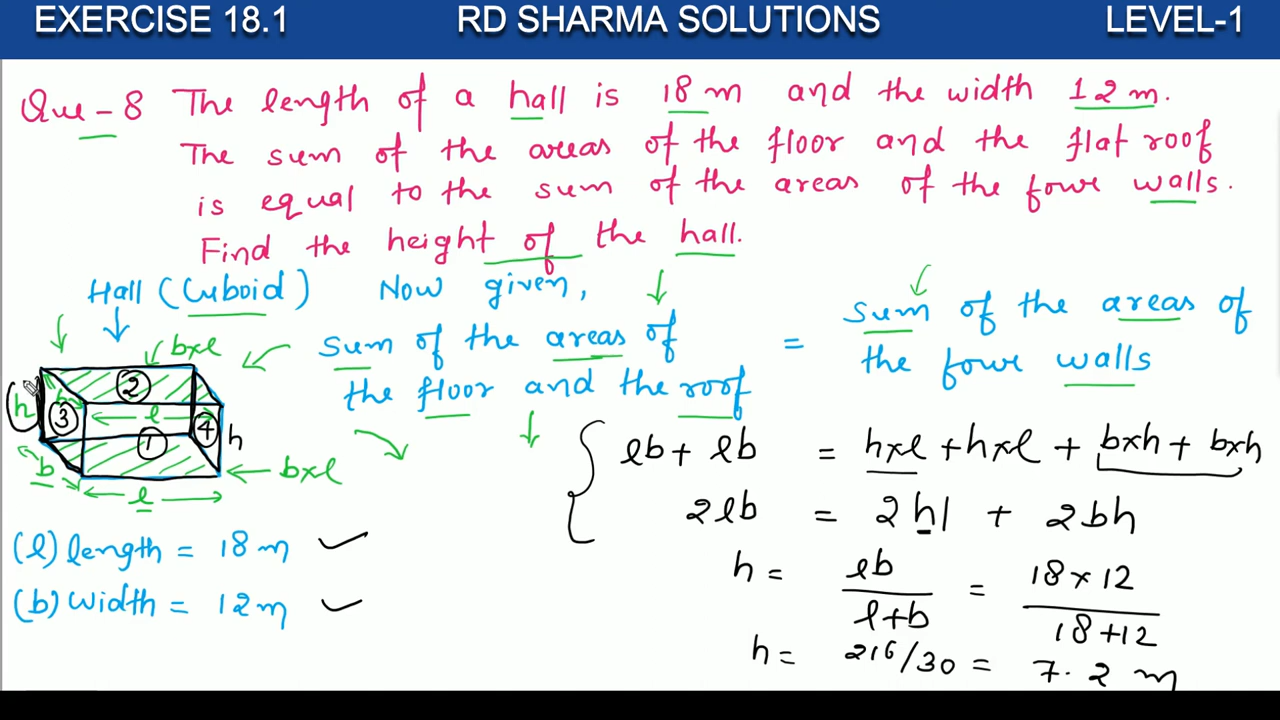 EXERCISE 18.1 RD SHARMA SOLUTIONS LEVEL-1
Que-8 The length of a hall is 18 m and the width 12 m.
The sum of the areas of the floor and the flat roof
is equal to the sum of the areas of the four walls.
Find the height of the hall.
Hall (Cuboid) Now given,
sum of the areas of
the floor and the roof
=
sum of the areas of
the four walls
b×l
②
h
b
③
l
④
h
①
b
b×l
l
(l) length = 18 m
(b) width = 12 m
lb + lb = h×l + h×l + b×h + b×h
2lb = 2hl + 2bh
h = lb/l+b = 18×12/18+12
h = 216/30 = 7.2 m